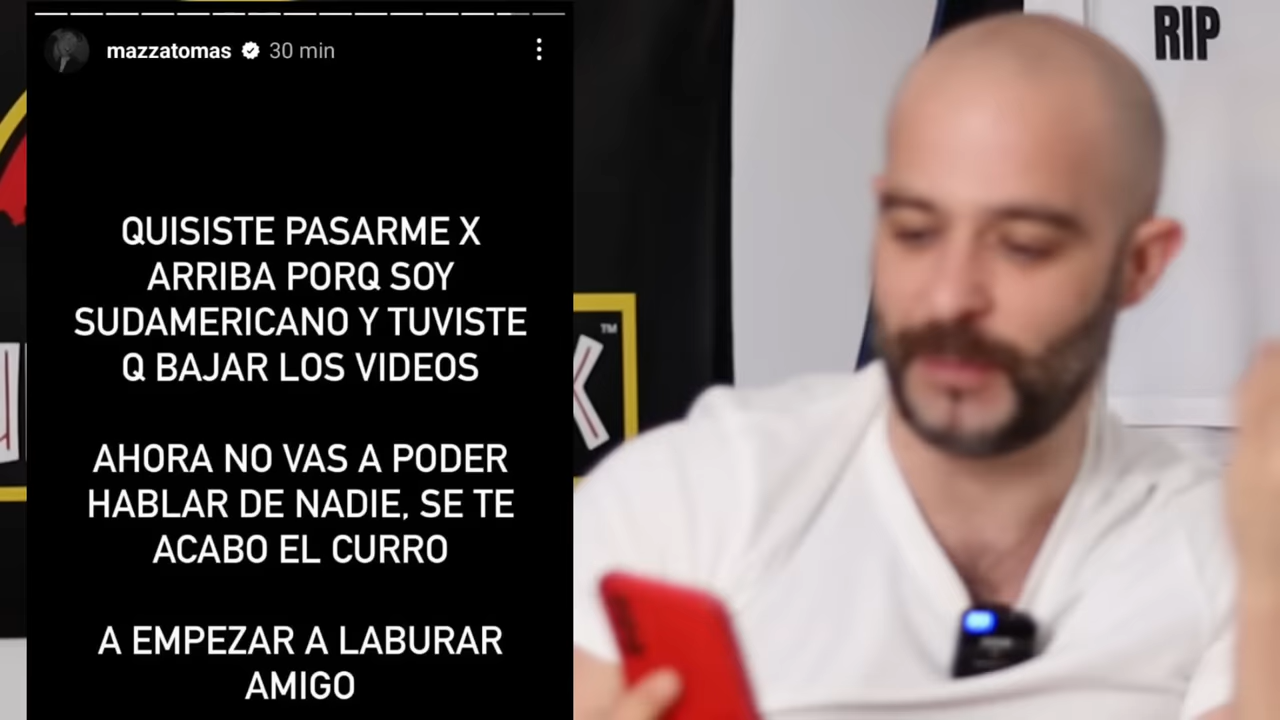 mazzatomas 30 min
RIP
QUISISTE PASARME X
ARRIBA PORQ SOY
SUDAMERICANO Y TUVISTE
Q BAJAR LOS VIDEOS
TM
AHORA NO VAS A PODER
HABLAR DE NADIE, SE TE
ACABO EL CURRO
A EMPEZAR A LABURAR
AMIGO